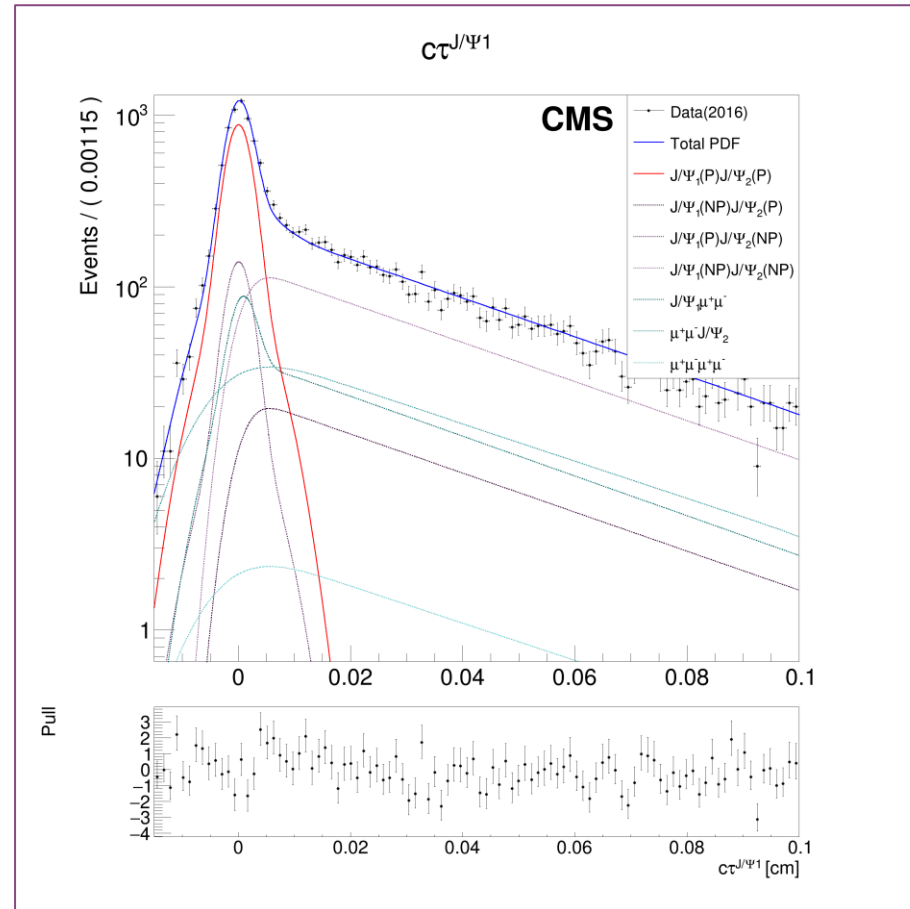 cτ^J/Ψ1
Events / ( 0.00115 )
10³
10²
10
1
CMS
Data(2016)
Total PDF
J/Ψ₁(P)J/Ψ₂(P)
J/Ψ₁(NP)J/Ψ₂(P)
J/Ψ₁(P)J/Ψ₂(NP)
J/Ψ₁(NP)J/Ψ₂(NP)
J/Ψ₁μ⁺μ⁻
μ⁺μ⁻J/Ψ₂
μ⁺μ⁻μ⁺μ⁻
0 0.02 0.04 0.06 0.08 0.1
Pull
3
2
1
0
−1
−2
−3
−4
0 0.02 0.04 0.06 0.08 0.1
cτ^J/Ψ1 [cm]